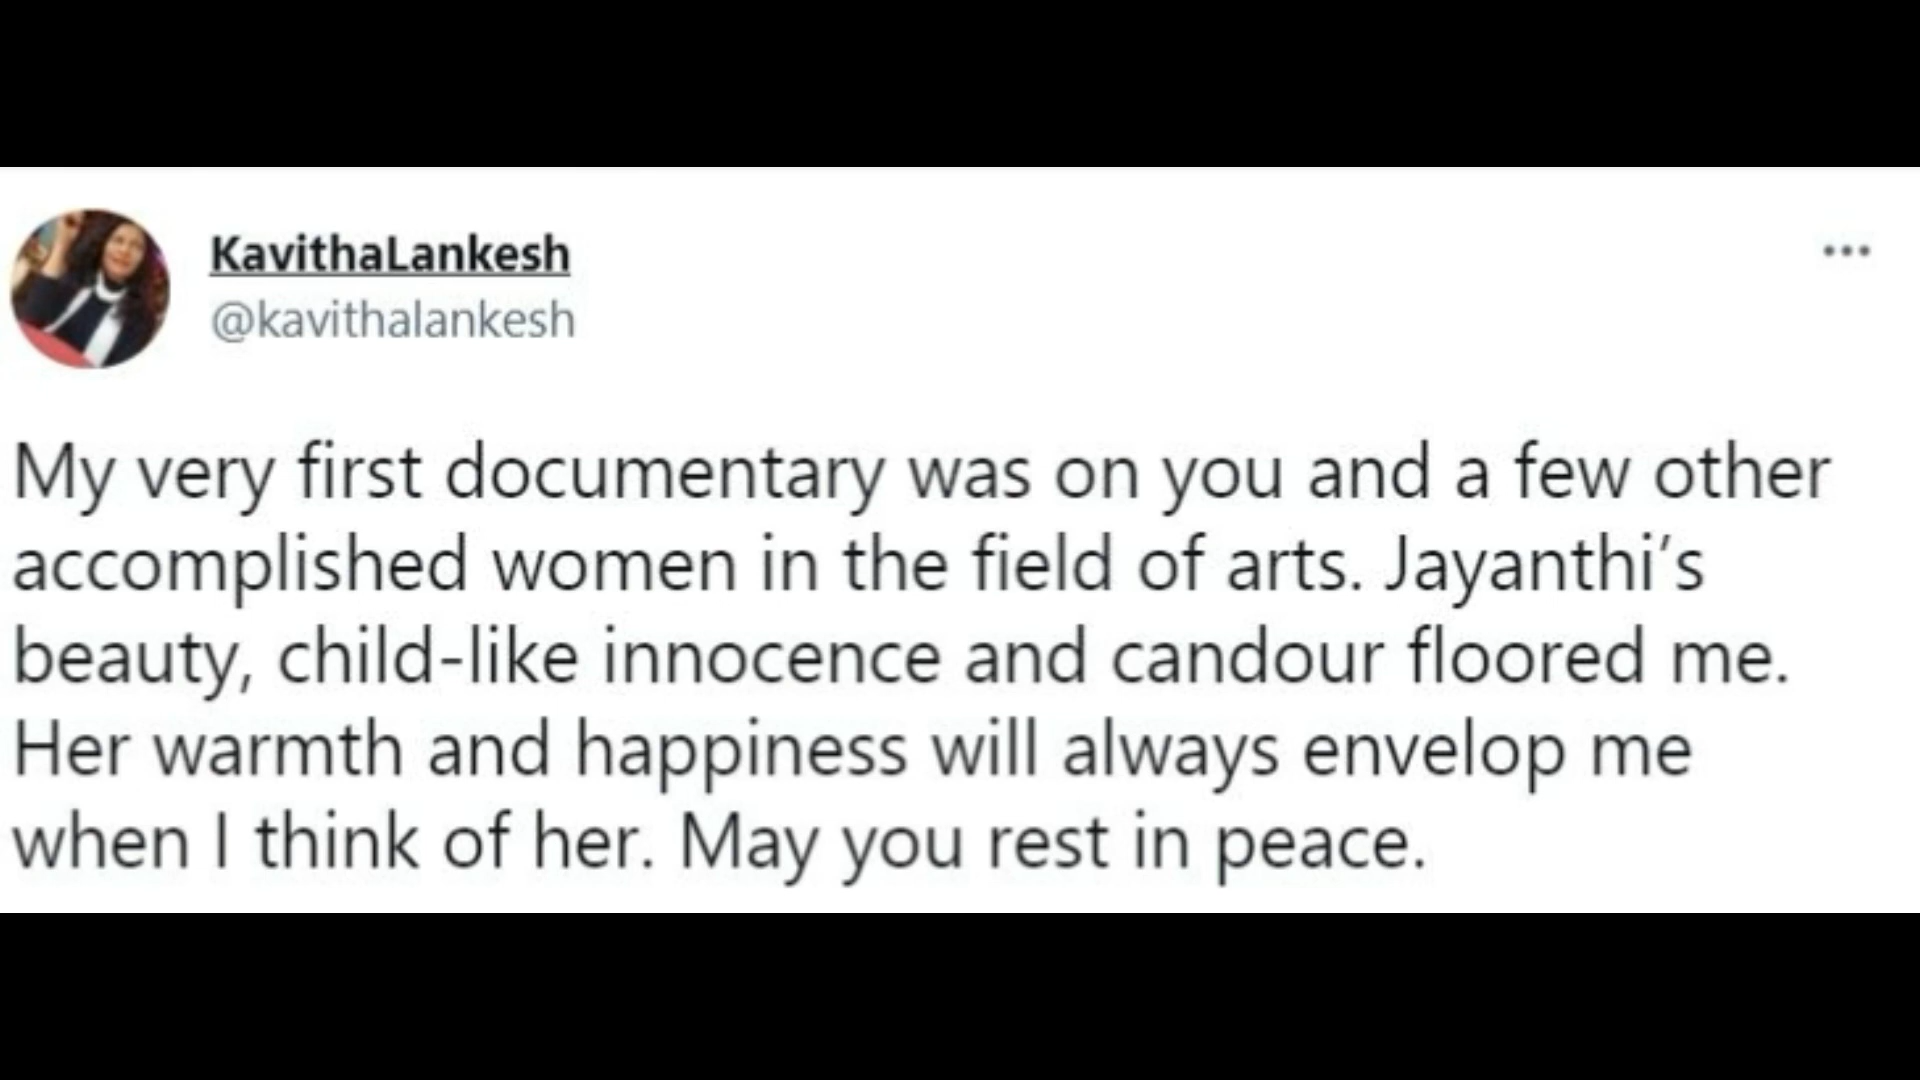 KavithaLankesh
@kavithalankesh
My very first documentary was on you and a few other
accomplished women in the field of arts. Jayanthi's
beauty, child-like innocence and candour floored me.
Her warmth and happiness will always envelop me
when I think of her. May you rest in peace.